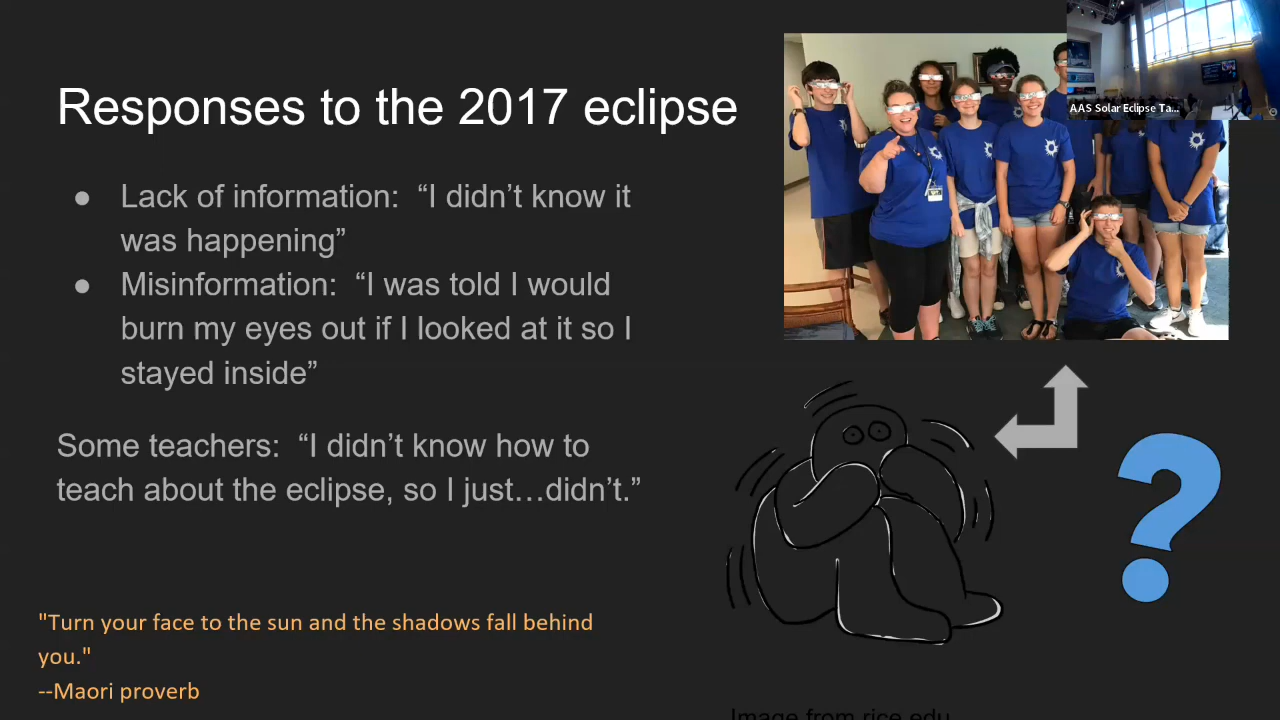 Responses to the 2017 eclipse
● Lack of information: “I didn’t know it
was happening”
● Misinformation: “I was told I would
burn my eyes out if I looked at it so I
stayed inside”
Some teachers: “I didn’t know how to
teach about the eclipse, so I just…didn’t.”
"Turn your face to the sun and the shadows fall behind
you."
--Maori proverb
AAS Solar Eclipse Ta...
Image from rice.edu